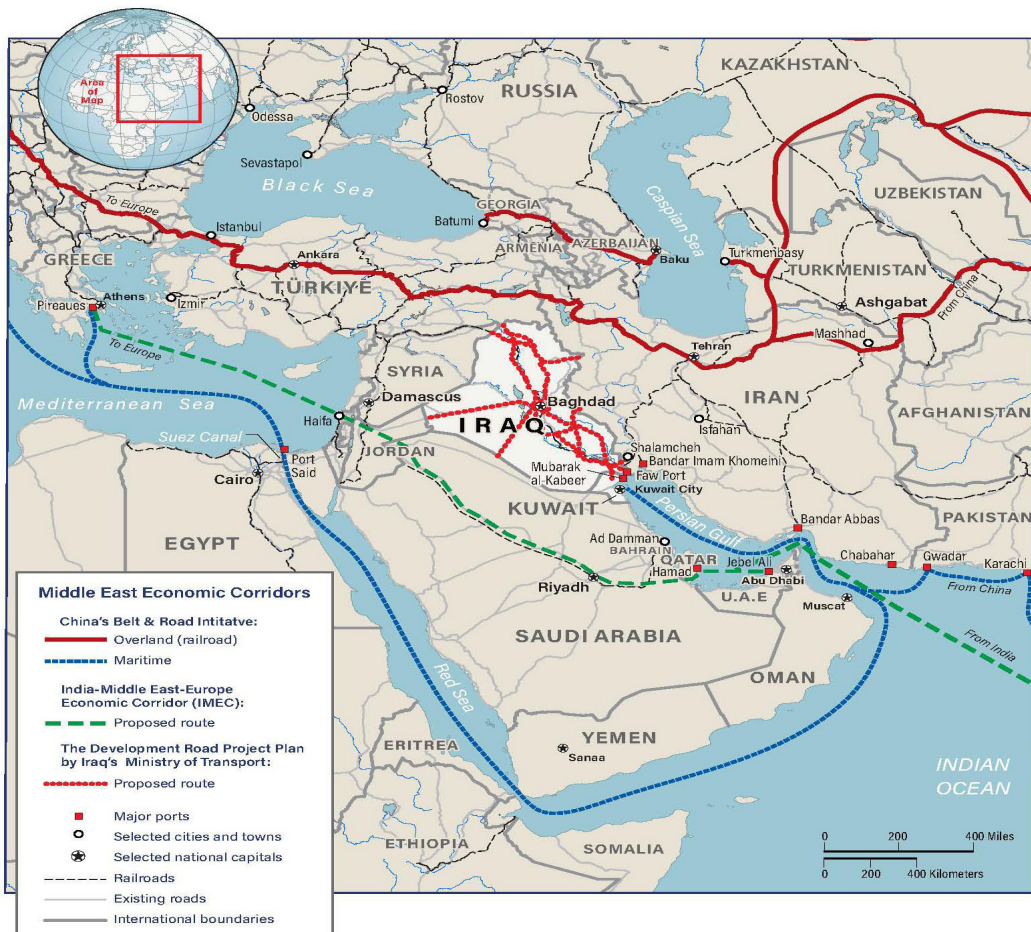 Area
of
Map
KAZAKHSTAN
RUSSIA
Rostov
Odessa
Sevastapol
Black Sea
Caspian Sea
UZBEKISTAN
GEORGIA
Batumi
ARMENIA
AZERBAIJAN
Baku
Turkmenbasy
TURKMENISTAN
Ashgabat
From China
To Europe
Istanbul
Ankara
GREECE
TÜRKIYE
Pireaues
Athens
Izmir
To Europe
Mashhad
Tehran
SYRIA
Damascus
Baghdad
IRAQ
IRAN
AFGHANISTAN
Mediterranean Sea
Haifa
Isfahan
Suez Canal
Port
Said
JORDAN
Shalamcheh
Bandar Imam Khomeini
Mubarak
al-Kabeer
Faw Port
Kuwait City
Cairo
KUWAIT
Persian Gulf
Bandar Abbas
PAKISTAN
EGYPT
Ad Damman
BAHRAIN
QATAR
Hamad
Jebel Ali
Chabahar
Gwadar
Karachi
Riyadh
Abu Dhabi
U.A.E
Muscat
From China
From India
SAUDI ARABIA
OMAN
Red Sea
YEMEN
Sanaa
ERITREA
ETHIOPIA
SOMALIA
INDIAN
OCEAN
0 200 400 Miles
0 200 400 Kilometers
Middle East Economic Corridors
China's Belt & Road Intitatve:
Overland (railroad)
Maritime
India-Middle East-Europe
Economic Corridor (IMEC):
Proposed route
The Development Road Project Plan
by Iraq's Ministry of Transport:
Proposed route
Major ports
Selected cities and towns
Selected national capitals
Railroads
Existing roads
International boundaries